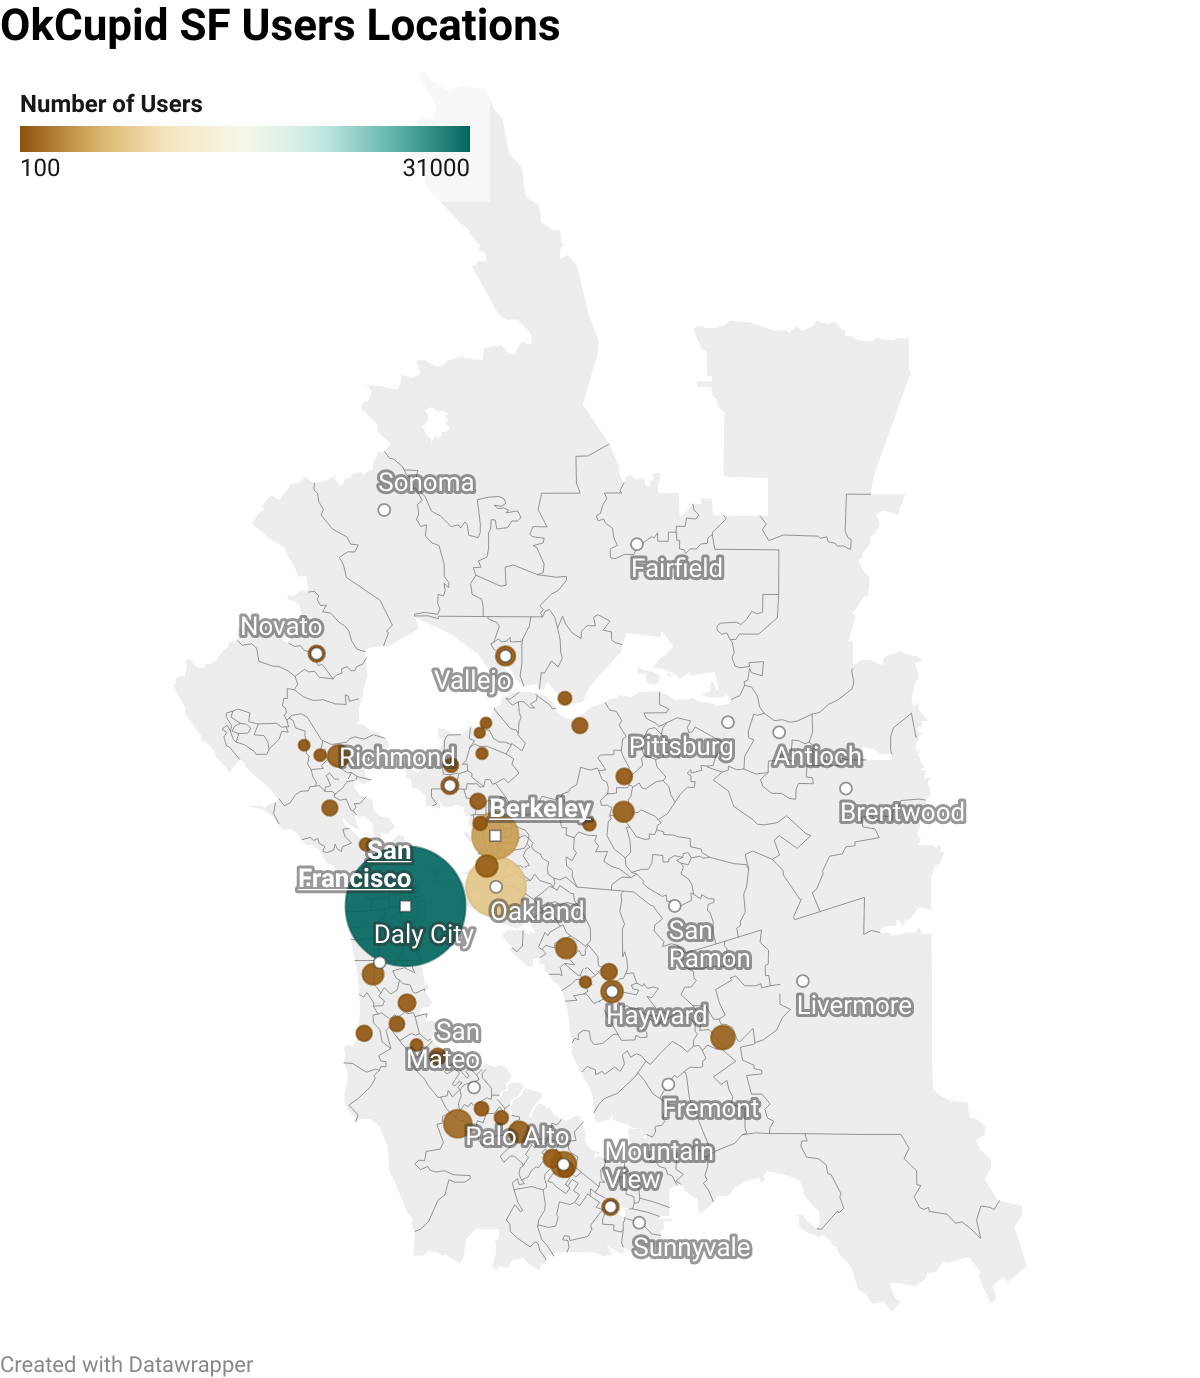 OkCupid SF Users Locations
Number of Users
100 31000
Sonoma
Fairfield
Novato
Vallejo
Pittsburg
Richmond
Antioch
Berkeley
Brentwood
San
Francisco
Oakland
Daly City
San
Ramon
Livermore
Hayward
San
Mateo
Fremont
Palo Alto
Mountain
View
Sunnyvale
Created with Datawrapper